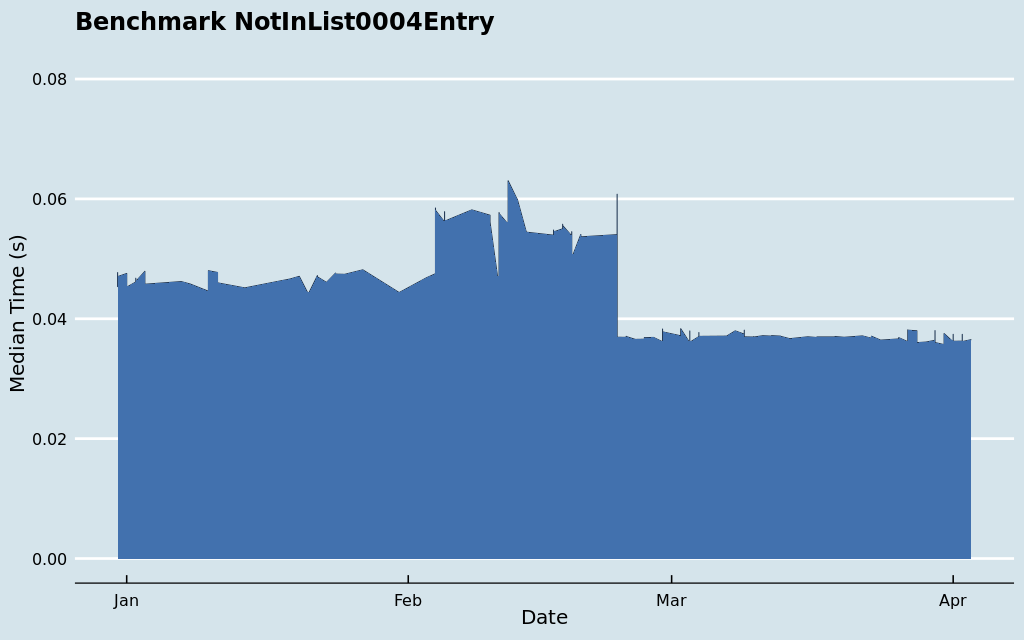 Benchmark NotInList0004Entry
0.08
0.06
0.04
0.02
0.00
Median Time (s)
Jan Feb Mar Apr
Date